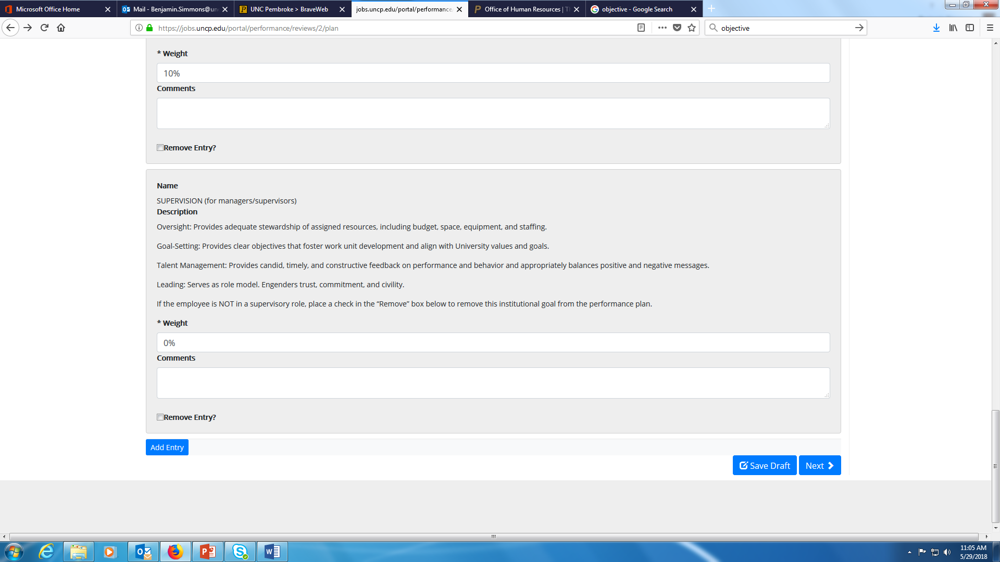 Microsoft Office Home
Mail - Benjamin.Simmons@un
UNC Pembroke > BraveWeb
jobs.uncp.edu/portal/performance
Office of Human Resources | T
objective - Google Search
https://jobs.uncp.edu/portal/performance/reviews/2/plan
objective
* Weight
10%
Comments
Remove Entry?
Name
SUPERVISION (for managers/supervisors)
Description
Oversight: Provides adequate stewardship of assigned resources, including budget, space, equipment, and staffing.
Goal-Setting: Provides clear objectives that foster work unit development and align with University values and goals.
Talent Management: Provides candid, timely, and constructive feedback on performance and behavior and appropriately balances positive and negative messages.
Leading: Serves as role model. Engenders trust, commitment, and civility.
If the employee is NOT in a supervisory role, place a check in the “Remove” box below to remove this institutional goal from the performance plan.
* Weight
0%
Comments
Remove Entry?
Add Entry
Save Draft
Next
11:05 AM
5/29/2018